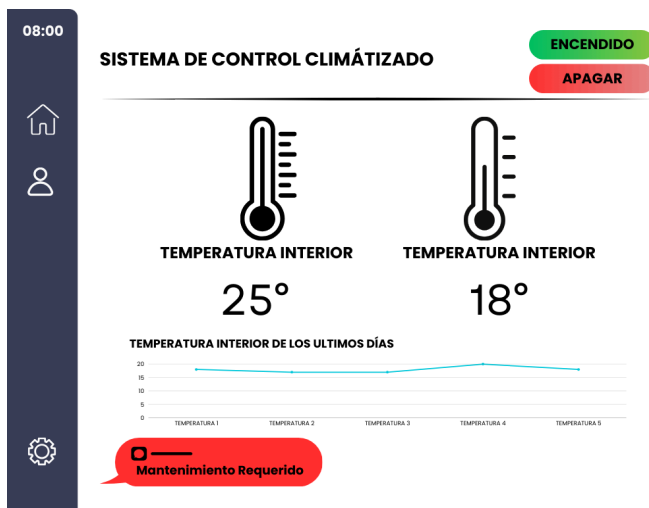 08:00
SISTEMA DE CONTROL CLIMÁTIZADO
ENCENDIDO
APAGAR
TEMPERATURA INTERIOR
TEMPERATURA INTERIOR
25°
18°
TEMPERATURA INTERIOR DE LOS ULTIMOS DÍAS
20
15
10
5
0
TEMPERATURA 1
TEMPERATURA 2
TEMPERATURA 3
TEMPERATURA 4
TEMPERATURA 5
Mantenimiento Requerido